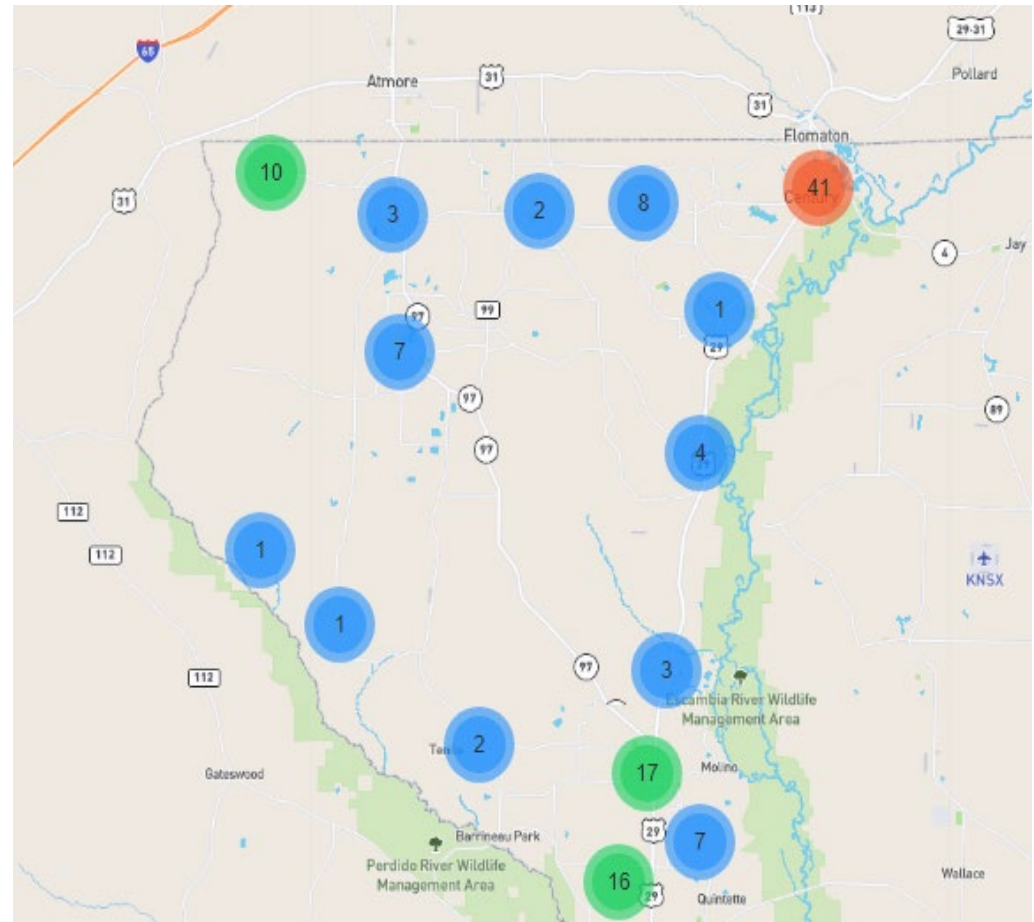 113
29-31
65
Atmore
31
Pollard
31
Flomaton
10
41
Century
31
3
2
8
4
Jay
97
99
1
29
7
97
89
97
4
29
112
112
1
KNSX
1
97
3
112
Escambia River Wildlife
Management Area
2
Gateswood
17
Molino
29
7
Barrineau Park
Perdido River Wildlife
Management Area
16
29
Quintette
Wallace